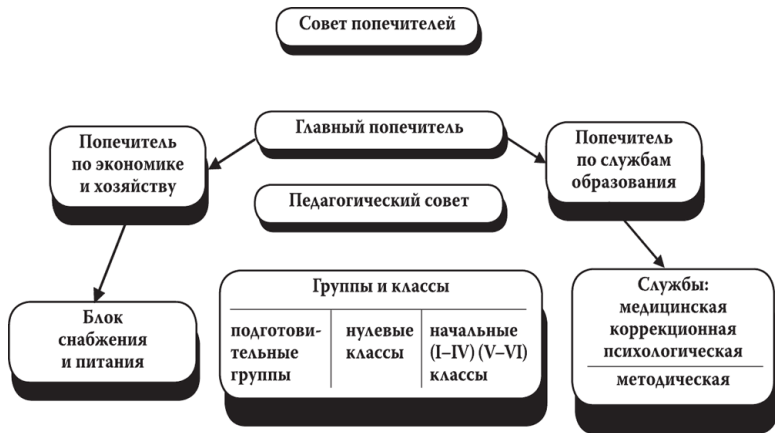 Совет попечителей
Главный попечитель
Попечитель
по экономике
и хозяйству
Попечитель
по службам
образования
Педагогический совет
Блок
снабжения
и питания
Группы и классы
подготови-
тельные
группы
нулевые
классы
начальные
(I–IV) (V–VI)
классы
Службы:
медицинская
коррекционная
психологическая
методическая